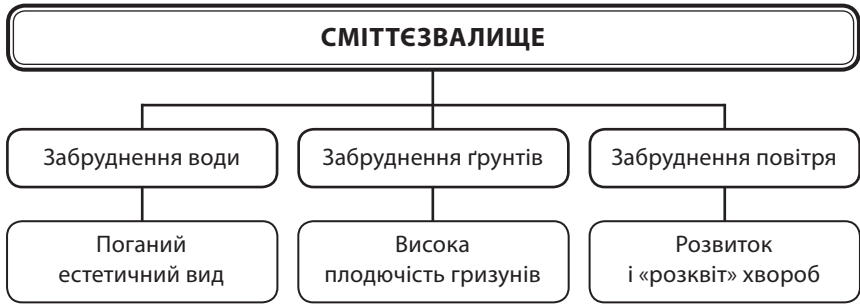 СМІТТЄЗВАЛИЩЕ
Забруднення води
Забруднення ґрунтів
Забруднення повітря
Поганий
естетичний вид
Висока
плодючість гризунів
Розвиток
і «розквіт» хвороб